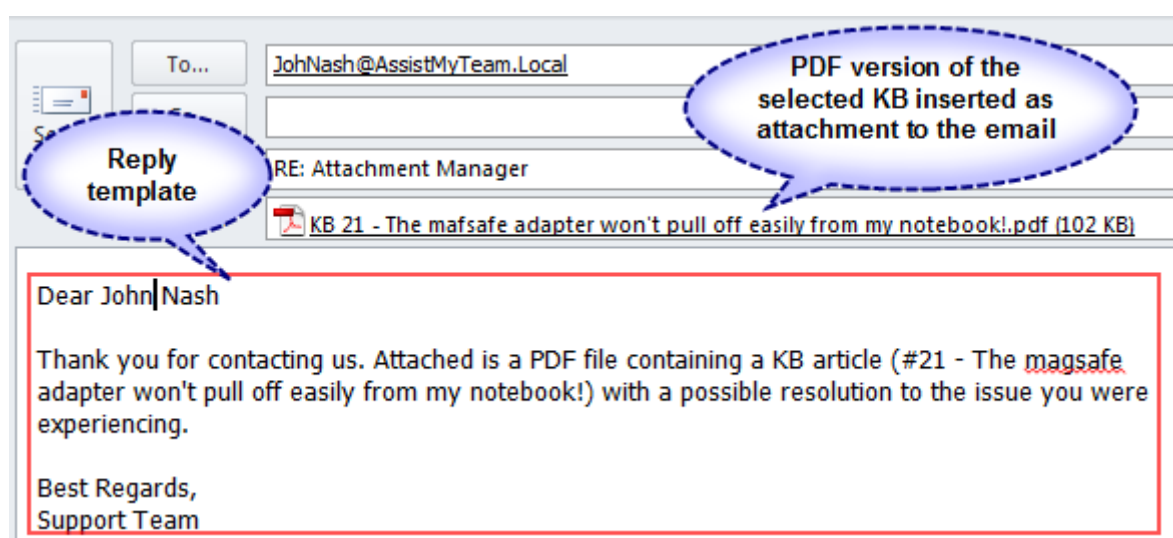 To...
JohNash@AssistMyTeam.Local
PDF version of the
selected KB inserted as
attachment to the email
Reply
template
RE: Attachment Manager
KB 21 - The mafsafe adapter won't pull off easily from my notebook!.pdf (102 KB)
Dear John Nash
Thank you for contacting us. Attached is a PDF file containing a KB article (#21 - The magsafe
adapter won't pull off easily from my notebook!) with a possible resolution to the issue you were
experiencing.
Best Regards,
Support Team